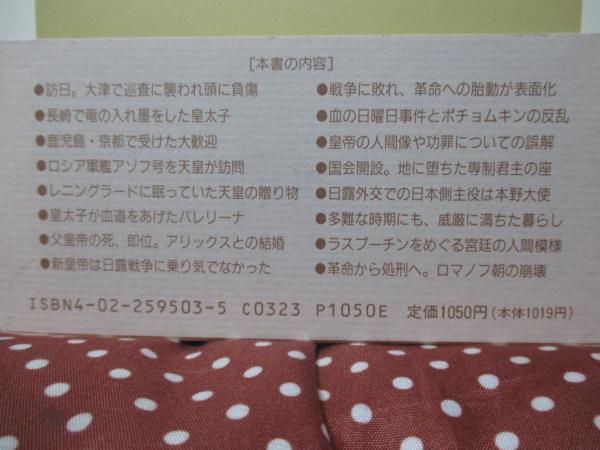 [本書の内容]
●訪日。大津で巡査に襲われ頭に負傷
●長崎で竜の入れ墨をした皇太子
●鹿児島・京都で受けた大歓迎
●ロシア軍艦アゾフ号を天皇が訪問
●レニングラードに眠っていた天皇の贈り物
●皇太子が血道をあげたバレリーナ
●父皇帝の死、即位。アリックスとの結婚
●新皇帝は日露戦争に乗り気でなかった
●戦争に敗れ、革命への胎動が表面化
●血の日曜日事件とポチョムキンの反乱
●皇帝の人間像や功罪についての誤解
●国会開設。地に堕ちた専制君主の座
●日露外交での日本側主役は本野大使
●多難な時期にも、威厳に満ちた暮らし
●ラスプーチンをめぐる宮廷の人間模様
●革命から処刑へ。ロマノフ朝の崩壊
ISBN4-02-259503-5 C0323 P1050E 定価1050円(本体1019円)